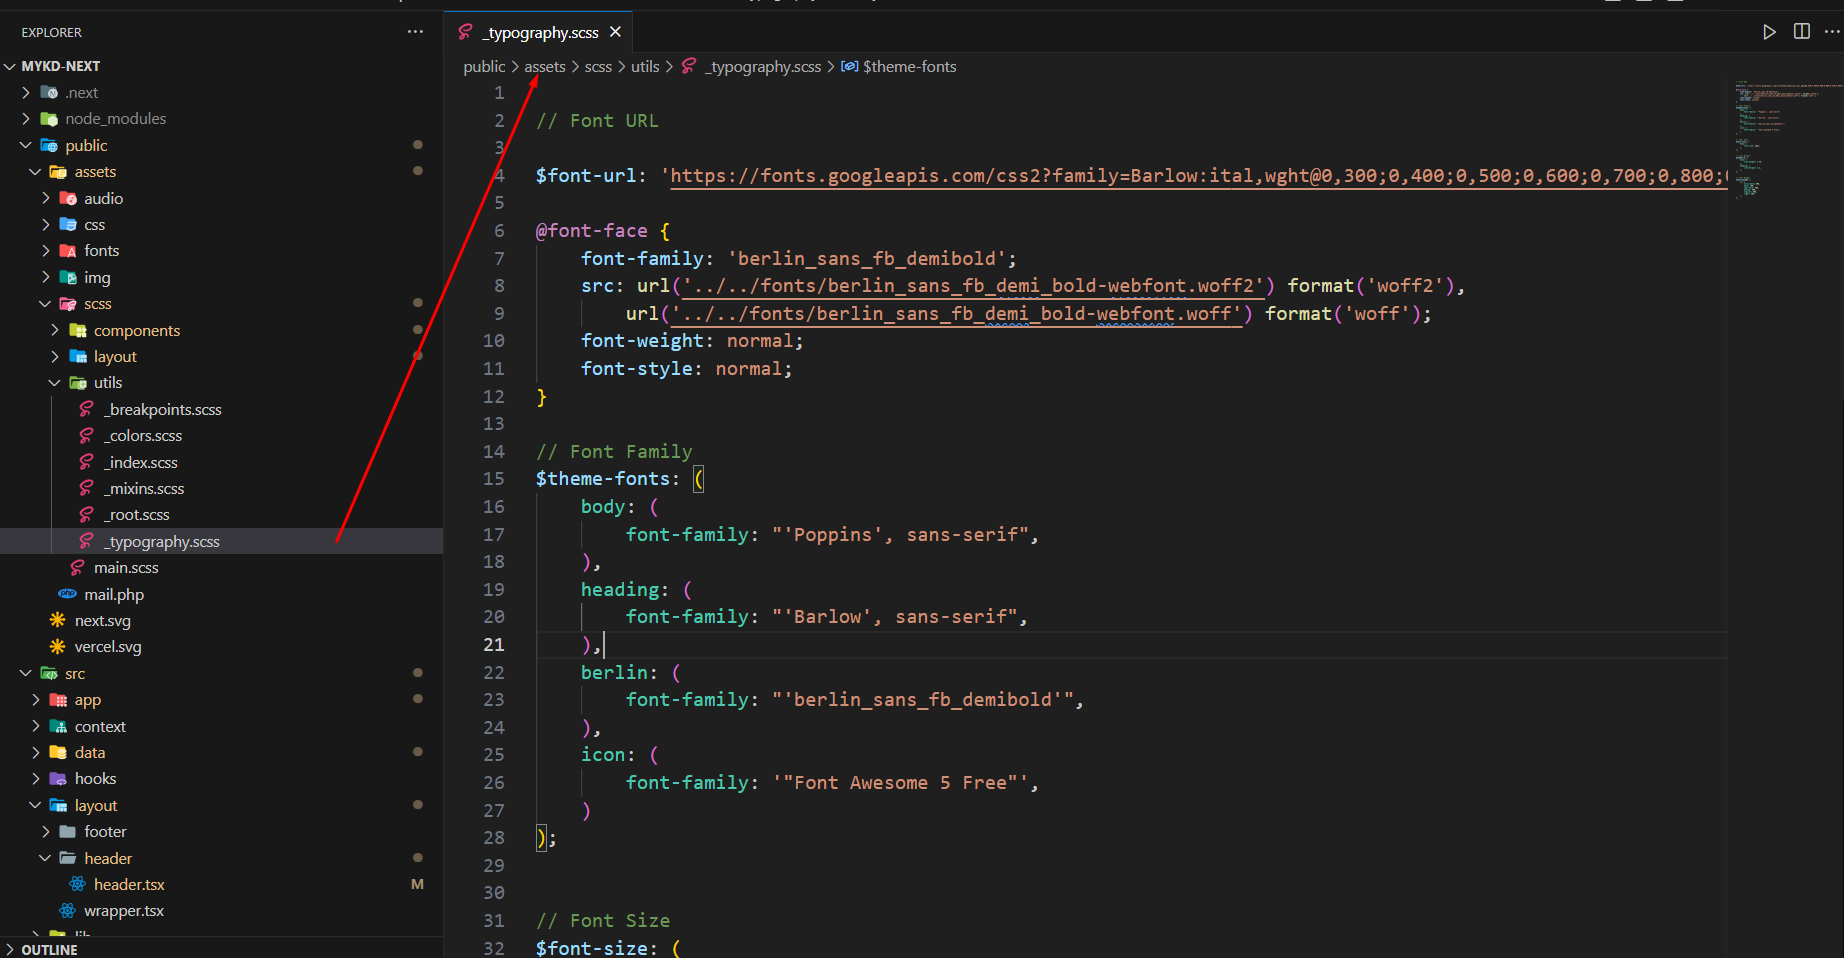 EXPLORER
MYKD-NEXT
.next
node_modules
public
assets
audio
css
fonts
img
scss
components
layout
utils
_breakpoints.scss
_colors.scss
_index.scss
_mixins.scss
_root.scss
_typography.scss
main.scss
mail.php
next.svg
vercel.svg
src
app
context
data
hooks
layout
footer
header
header.tsx M
wrapper.tsx
lib
OUTLINE
_typography.scss
public > assets > scss > utils > _typography.scss > $theme-fonts
1
2 // Font URL
3
4 $font-url: 'https://fonts.googleapis.com/css2?family=Barlow:ital,wght@0,300;0,400;0,500;0,600;0,700;0,800;
5
6 @font-face {
7 font-family: 'berlin_sans_fb_demibold';
8 src: url('../../fonts/berlin_sans_fb_demi_bold-webfont.woff2') format('woff2'),
9 url('../../fonts/berlin_sans_fb_demi_bold-webfont.woff') format('woff');
10 font-weight: normal;
11 font-style: normal;
12 }
13
14 // Font Family
15 $theme-fonts: (
16 body: (
17 font-family: "'Poppins', sans-serif",
18 ),
19 heading: (
20 font-family: "'Barlow', sans-serif",
21 ),
22 berlin: (
23 font-family: "'berlin_sans_fb_demibold'",
24 ),
25 icon: (
26 font-family: '"Font Awesome 5 Free"',
27 )
28 );
29
30
31 // Font Size
32 $font-size: (